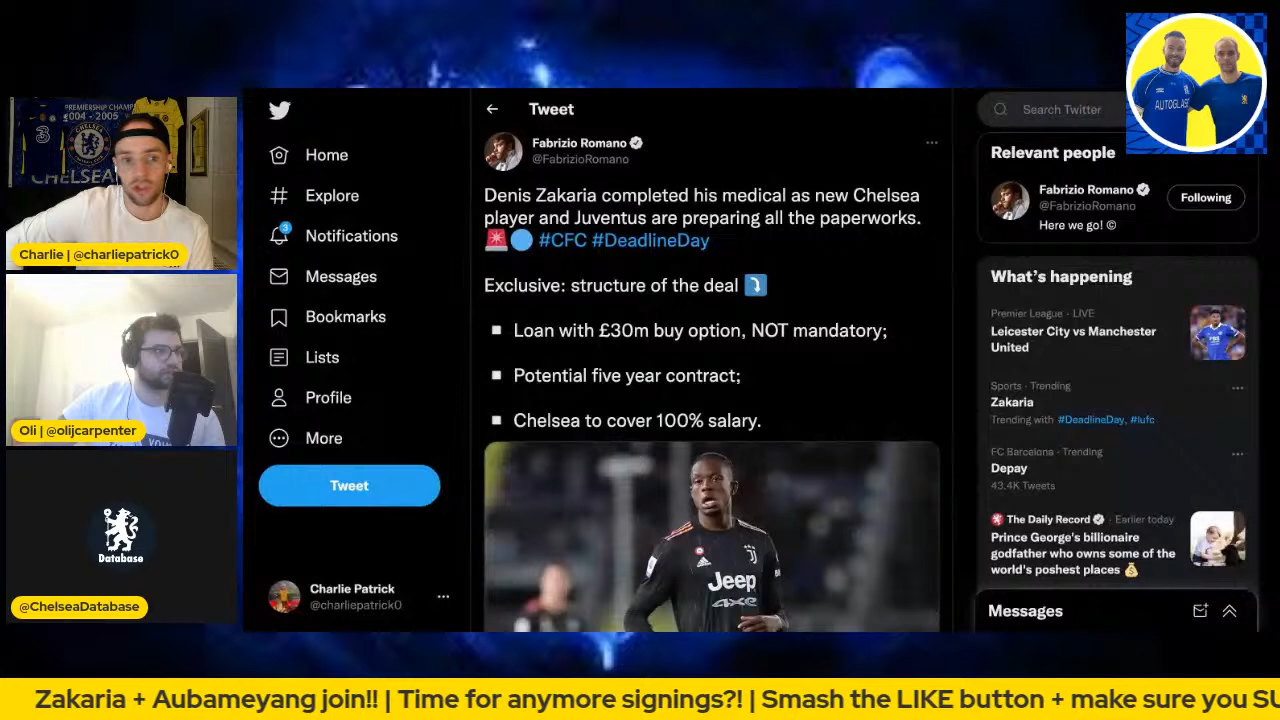 PREMIERSHIP CHAMP
2004 - 2005
CHELSEA
Charlie | @charliepatrick0
Oli | @olijcarpenter
Database
@ChelseaDatabase
Home
Explore
3
Notifications
Messages
Bookmarks
Lists
Profile
More
Tweet
Charlie Patrick
@charliepatrick0
Tweet
Fabrizio Romano
@FabrizioRomano
Denis Zakaria completed his medical as new Chelsea
player and Juventus are preparing all the paperworks.
#CFC #DeadlineDay
Exclusive: structure of the deal
Loan with £30m buy option, NOT mandatory;
Potential five year contract;
Chelsea to cover 100% salary.
Jeep
Search Twitter
AUTOGLASS
Relevant people
Fabrizio Romano
@FabrizioRomano
Following
Here we go! ©
What's happening
Premier League · LIVE
Leicester City vs Manchester
United
Sports · Trending
Zakaria
Trending with #DeadlineDay, #lufc
FC Barcelona · Trending
Depay
43.4K Tweets
The Daily Record · Earlier today
Prince George's billionaire
godfather who owns some of the
world's poshest places
Messages
Zakaria + Aubameyang join!! | Time for anymore signings?! | Smash the LIKE button + make sure you SU